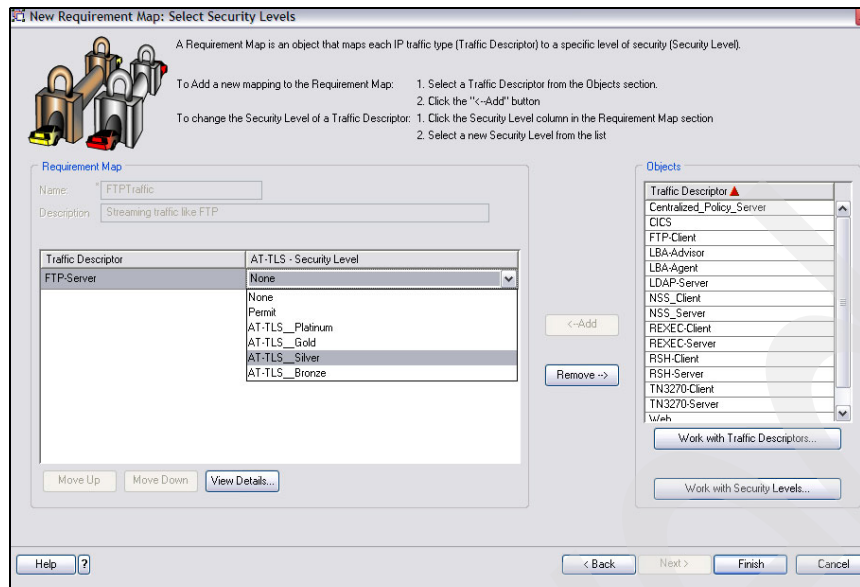 New Requirement Map: Select Security Levels
A Requirement Map is an object that maps each IP traffic type (Traffic Descriptor) to a specific level of security (Security Level).
To Add a new mapping to the Requirement Map: 1. Select a Traffic Descriptor from the Objects section.
2. Click the "<--Add" button
To change the Security Level of a Traffic Descriptor: 1. Click the Security Level column in the Requirement Map section
2. Select a new Security Level from the list
Requirement Map
Name: * FTPTraffic
Description Streaming traffic like FTP
Traffic Descriptor AT-TLS - Security Level
FTP-Server None
None
Permit
AT-TLS__Platinum
AT-TLS__Gold
AT-TLS__Silver
AT-TLS__Bronze
Move Up Move Down View Details...
<--Add
Remove -->
Objects
Traffic Descriptor
Centralized_Policy_Server
CICS
FTP-Client
LBA-Advisor
LBA-Agent
LDAP-Server
NSS_Client
NSS_Server
REXEC-Client
REXEC-Server
RSH-Client
RSH-Server
TN3270-Client
TN3270-Server
Web
Work with Traffic Descriptors...
Work with Security Levels...
Help ? < Back Next > Finish Cancel